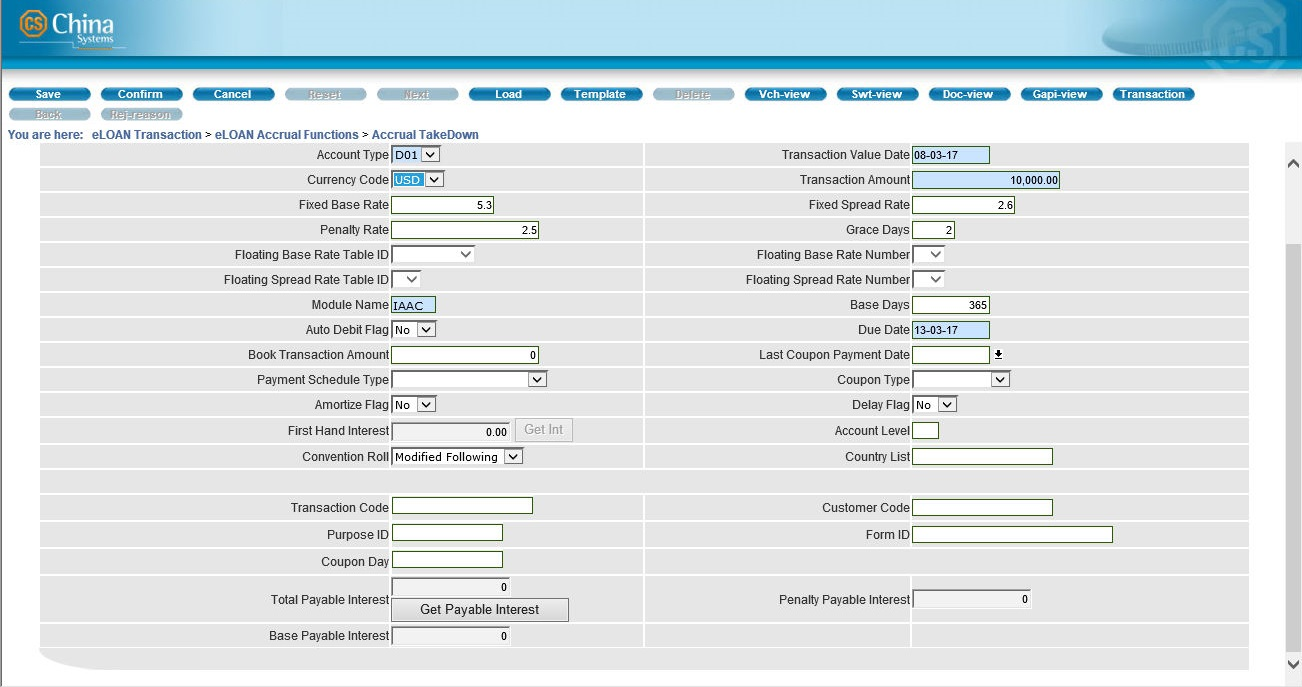 CS China
Systems
CS
Save Confirm Cancel Reset Next Load Template Delete Vch-view Swt-view Doc-view Gapi-view Transaction
Back Rej-reason
You are here: eLOAN Transaction > eLOAN Accrual Functions > Accrual TakeDown
Account Type D01 Transaction Value Date 08-03-17
Currency Code USD Transaction Amount 10,000.00
Fixed Base Rate 5.3 Fixed Spread Rate 2.6
Penalty Rate 2.5 Grace Days 2
Floating Base Rate Table ID Floating Base Rate Number
Floating Spread Rate Table ID Floating Spread Rate Number
Module Name IAAC Base Days 365
Auto Debit Flag No Due Date 13-03-17
Book Transaction Amount 0 Last Coupon Payment Date
Payment Schedule Type Coupon Type
Amortize Flag No Delay Flag No
First Hand Interest 0.00 Get Int Account Level
Convention Roll Modified Following Country List
Transaction Code Customer Code
Purpose ID Form ID
Coupon Day
Total Payable Interest 0 Penalty Payable Interest 0
Get Payable Interest
Base Payable Interest 0